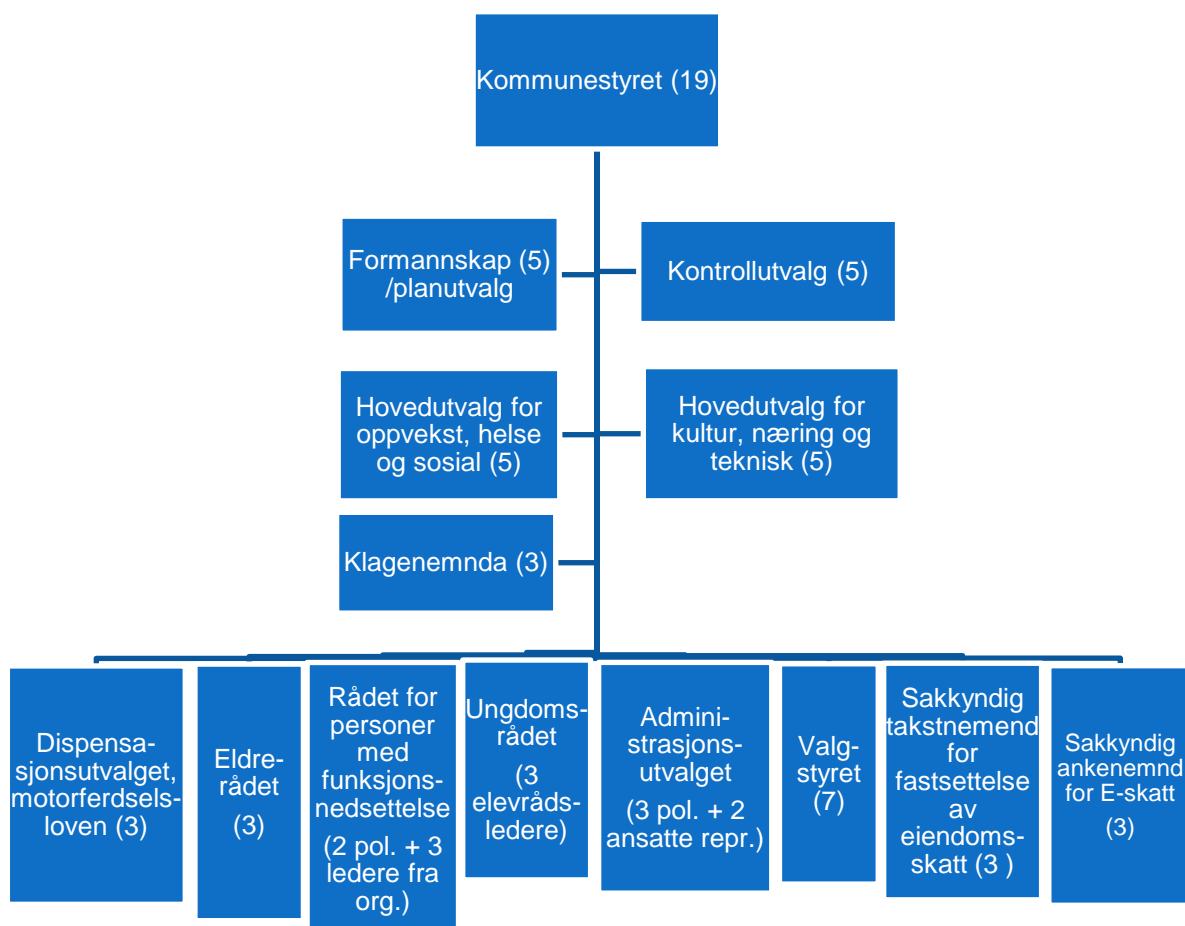 Kommunestyret (19)
Formannskap (5)
/planutvalg
Kontrollutvalg (5)
Hovedutvalg for
oppvekst, helse
og sosial (5)
Hovedutvalg for
kultur, næring og
teknisk (5)
Klagenemnda (3)
Dispensa-
sjonsutvalget,
motorferdsels-
loven (3)
Eldre-
rådet
(3)
Rådet for
personer
med
funksjons-
nedsettelse
(2 pol. + 3
ledere fra
org.)
Ungdoms-
rådet
(3
elevråds-
ledere)
Admini-
strasjons-
utvalget
(3 pol. + 2
ansatte repr.)
Valg-
styret
(7)
Sakkyndig
takstnemend
for
fastsettelse
av
eiendoms-
skatt (3 )
Sakkyndig
ankenemnd
for E-skatt
(3)